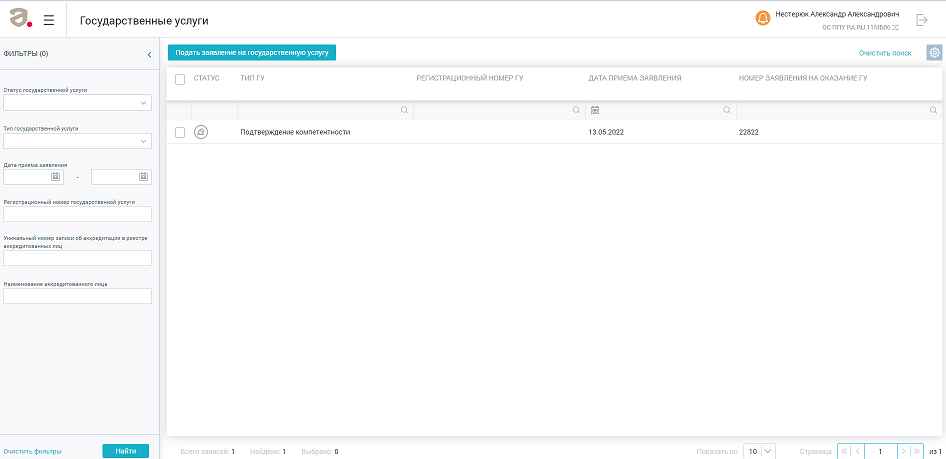 Государственные услуги
Нестерюк Александр Александрович
ОС ППУ RA.RU.11МБ06
ФИЛЬТРЫ (0)
Подать заявление на государственную услугу
Очистить поиск
СТАТУС ТИП ГУ РЕГИСТРАЦИОННЫЙ НОМЕР ГУ ДАТА ПРИЕМА ЗАЯВЛЕНИЯ НОМЕР ЗАЯВЛЕНИЯ НА ОКАЗАНИЕ ГУ
Подтверждение компетентности 13.05.2022 22822
Статус государственной услуги
Тип государственной услуги
Дата приема заявления
-
Регистрационный номер государственной услуги
Уникальный номер записи об аккредитации в реестре
аккредитованных лиц
Наименование аккредитованного лица
Очистить фильтры
Найти
Всего записей: 1 Найдено: 1 Выбрано: 0
Показать по 10
Страница 1 из 1